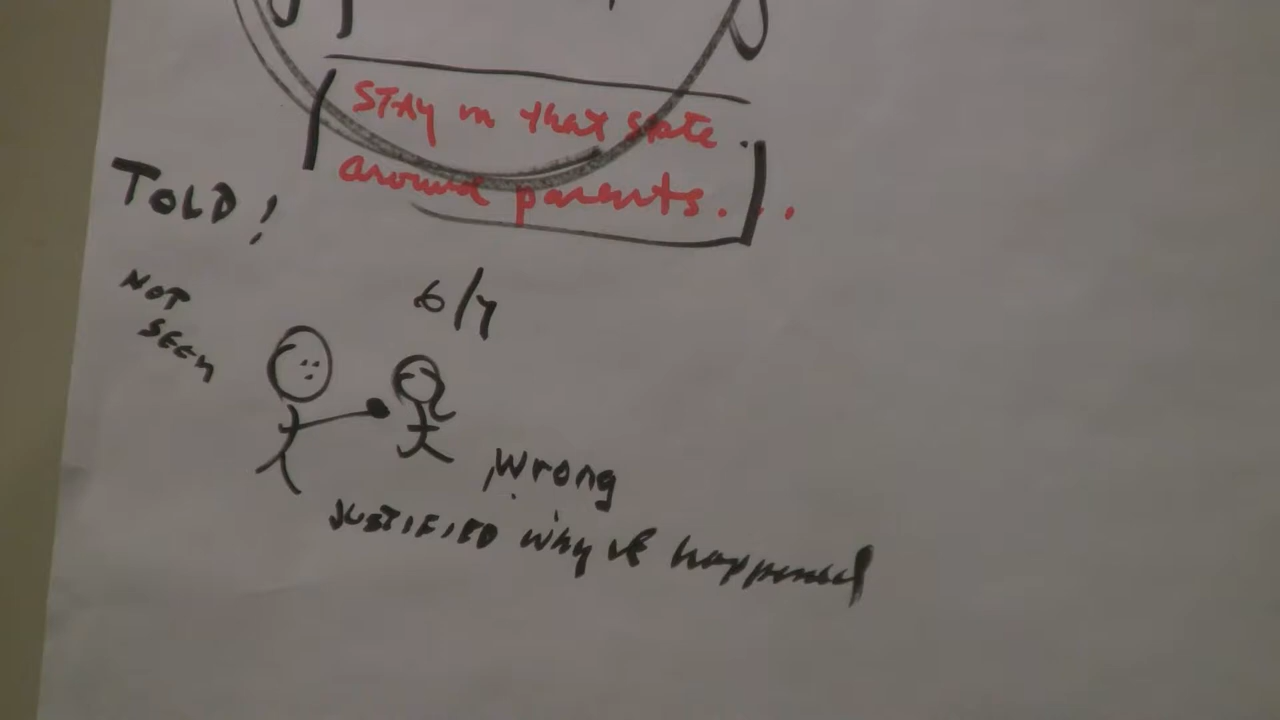 STAY in that state ..
around parents...
TOLD!
NOT
SEEN
6/7
Wrong
JUSTIFIED why it happened